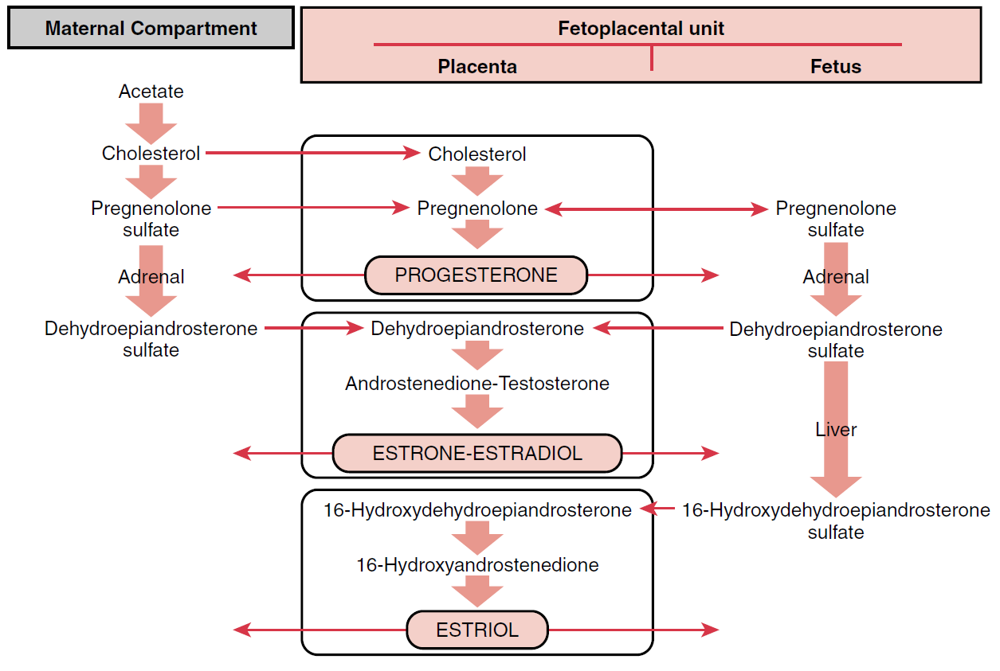 Maternal Compartment
Fetoplacental unit
Placenta
Fetus
Acetate
Cholesterol
Cholesterol
Pregnenolone
sulfate
Pregnenolone
Pregnenolone
sulfate
Adrenal
PROGESTERONE
Adrenal
Dehydroepiandrosterone
sulfate
Dehydroepiandrosterone
Dehydroepiandrosterone
sulfate
Androstenedione-Testosterone
Liver
ESTRONE-ESTRADIOL
16-Hydroxydehydroepiandrosterone
16-Hydroxydehydroepiandrosterone
sulfate
16-Hydroxyandrostenedione
ESTRIOL